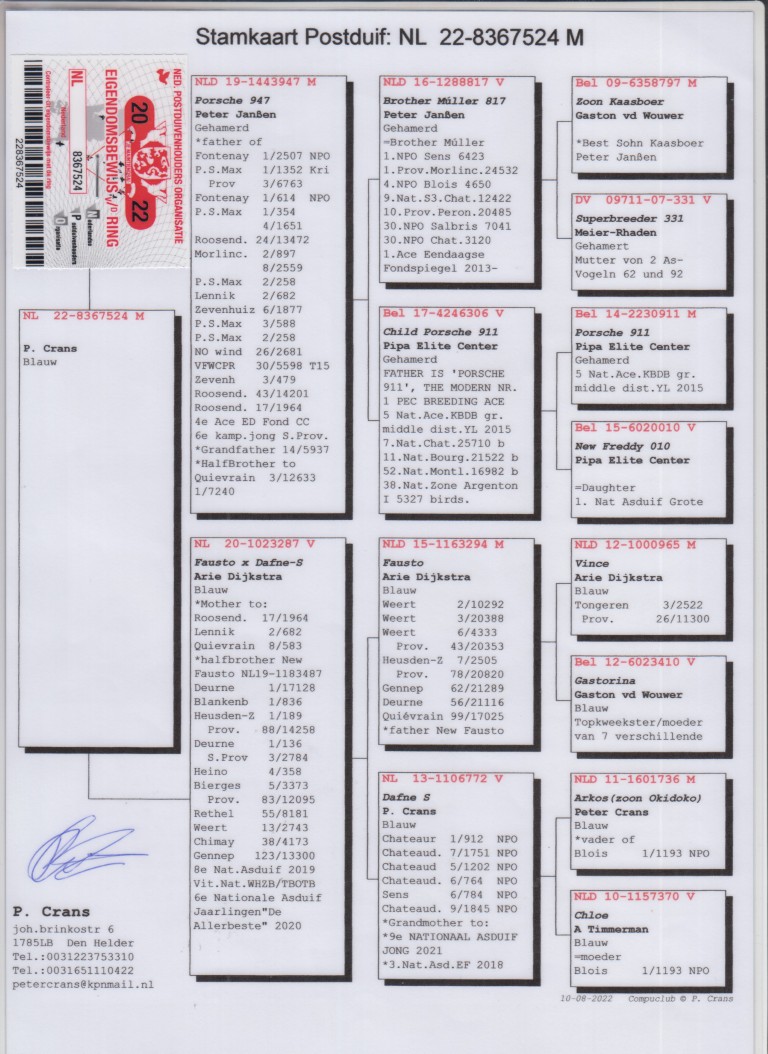 Stamkaart Postduif: NL 22-8367524 M
NED. POSTDUIVENHOUDERS ORGANISATIE
20
22
EIGENDOMSBEWIJS V/D RING
NL
8367524
Nederland
Nederlandse
Postduivenhouders
Organisatie
Controleer dit eigendomsbewijs met de ring
228367524
NL 22-8367524 M
P. Crans
Blauw
NLD 19-1443947 M
Porsche 947
Peter Janßen
Gehamerd
*father of
Fontenay 1/2507 NPO
P.S.Max 1/1352 Kri
Prov 3/6763
Fontenay 1/614 NPO
P.S.Max 1/354
4/1651
Roosend. 24/13472
Morlinc. 2/897
8/2559
P.S.Max 2/258
Lennik 2/682
Zevenhuiz 6/1877
P.S.Max 3/588
P.S.Max 2/258
NO wind 26/2681
VFWCPR 30/5598 T15
Zevenh 3/479
Roosend. 43/14201
Roosend. 17/1964
4e Ace ED Fond CC
6e kamp.jong S.Prov.
*Grandfather 14/5937
*HalfBrother to
Quievrain 3/12633
1/7240
NL 20-1023287 V
Fausto x Dafne-S
Arie Dijkstra
Blauw
*Mother to:
Roosend. 17/1964
Lennik 2/682
Quievrain 8/583
*halfbrother New
Fausto NL19-1183487
Deurne 1/17128
Blankenb 1/836
Heusden-Z 1/189
Prov. 88/14258
Deurne 1/136
S.Prov 3/2784
Heino 4/358
Bierges 5/3373
Prov. 83/12095
Rethel 55/8181
Weert 13/2743
Chimay 38/4173
Gennep 123/13300
8e Nat.Asduif 2019
Vit.Nat.WHZB/TBOTB
6e Nationale Asduif
Jaarlingen"De
Allerbeste" 2020
NLD 16-1288817 V
Brother Müller 817
Peter Janßen
Gehamerd
=Brother Müller
1.NPO Sens 6423
1.Prov.Morlinc.24532
4.NPO Blois 4650
9.Nat.S3.Chat.12422
10.Prov.Peron.20485
30.NPO Salbris 7041
30.NPO Chat.3120
1.Ace Eendaagse
Fondspiegel 2013-
Bel 17-4246306 V
Child Porsche 911
Pipa Elite Center
Gehamerd
FATHER IS 'PORSCHE
911', THE MODERN NR.
1 PEC BREEDING ACE
5 Nat.Ace.KBDB gr.
middle dist.YL 2015
7.Nat.Chat.25710 b
11.Nat.Bourg.21522 b
52.Nat.Montl.16982 b
38.Nat.Zone Argenton
I 5327 birds.
NLD 15-1163294 M
Fausto
Arie Dijkstra
Blauw
Weert 2/10292
Weert 3/20388
Weert 6/4333
Prov. 43/20353
Heusden-Z 7/2505
Prov. 78/20820
Gennep 62/21289
Deurne 56/21116
Quiévrain 99/17025
*father New Fausto
NL 13-1106772 V
Dafne S
P. Crans
Blauw
Chateaur 1/912 NPO
Chateaud. 7/1751 NPO
Chateaud 5/1202 NPO
Chateaud. 6/764 NPO
Sens 6/784 NPO
Chateaud. 9/1845 NPO
*Grandmother to:
*9e NATIONAAL ASDUIF
JONG 2021
*3.Nat.Asd.EF 2018
Bel 09-6358797 M
Zoon Kaasboer
Gaston vd Wouwer
*Best Sohn Kaasboer
Peter Janßen
DV 09711-07-331 V
Superbreeder 331
Meier-Rhaden
Gehamert
Mutter von 2 As-
Vogeln 62 und 92
Bel 14-2230911 M
Porsche 911
Pipa Elite Center
Gehamerd
5 Nat.Ace.KBDB gr.
middle dist.YL 2015
Bel 15-6020010 V
New Freddy 010
Pipa Elite Center
=Daughter
1. Nat Asduif Grote
NLD 12-1000965 M
Vince
Arie Dijkstra
Blauw
Tongeren 3/2522
Prov. 26/11300
Bel 12-6023410 V
Gastorina
Gaston vd Wouwer
Blauw
Topkweekster/moeder
van 7 verschillende
NLD 11-1601736 M
Arkos(zoon Okidoko)
Peter Crans
Blauw
*vader of
Blois 1/1193 NPO
NLD 10-1157370 V
Chloe
A Timmerman
Blauw
=moeder
Blois 1/1193 NPO
P. Crans
joh.brinkostr 6
1785LB Den Helder
Tel.:0031223753310
Tel.:0031651110422
petercrans@kpnmail.nl
10-08-2022 Compuclub © P. Crans